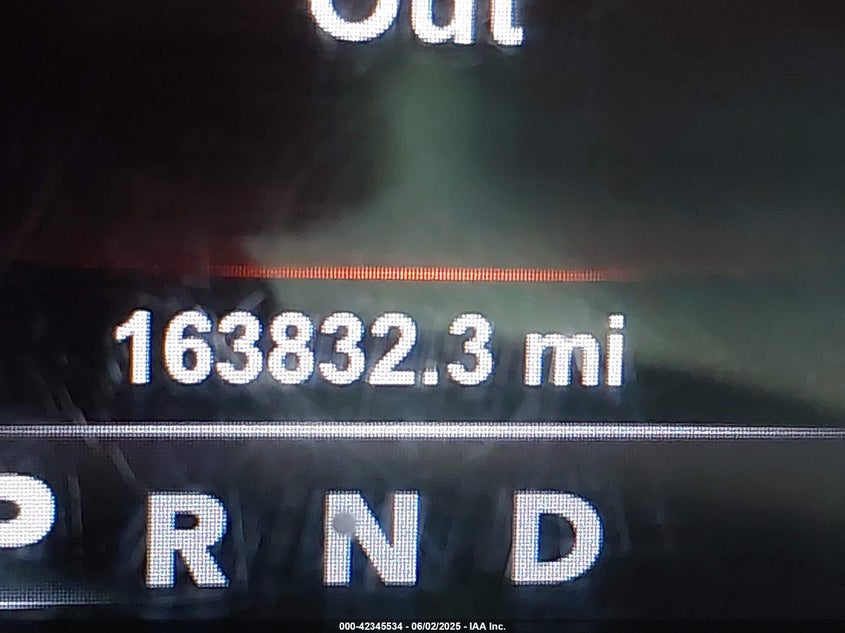 Out
163832.3 mi
P R N D
000-42345534 - 06/02/2025 - IAA Inc.